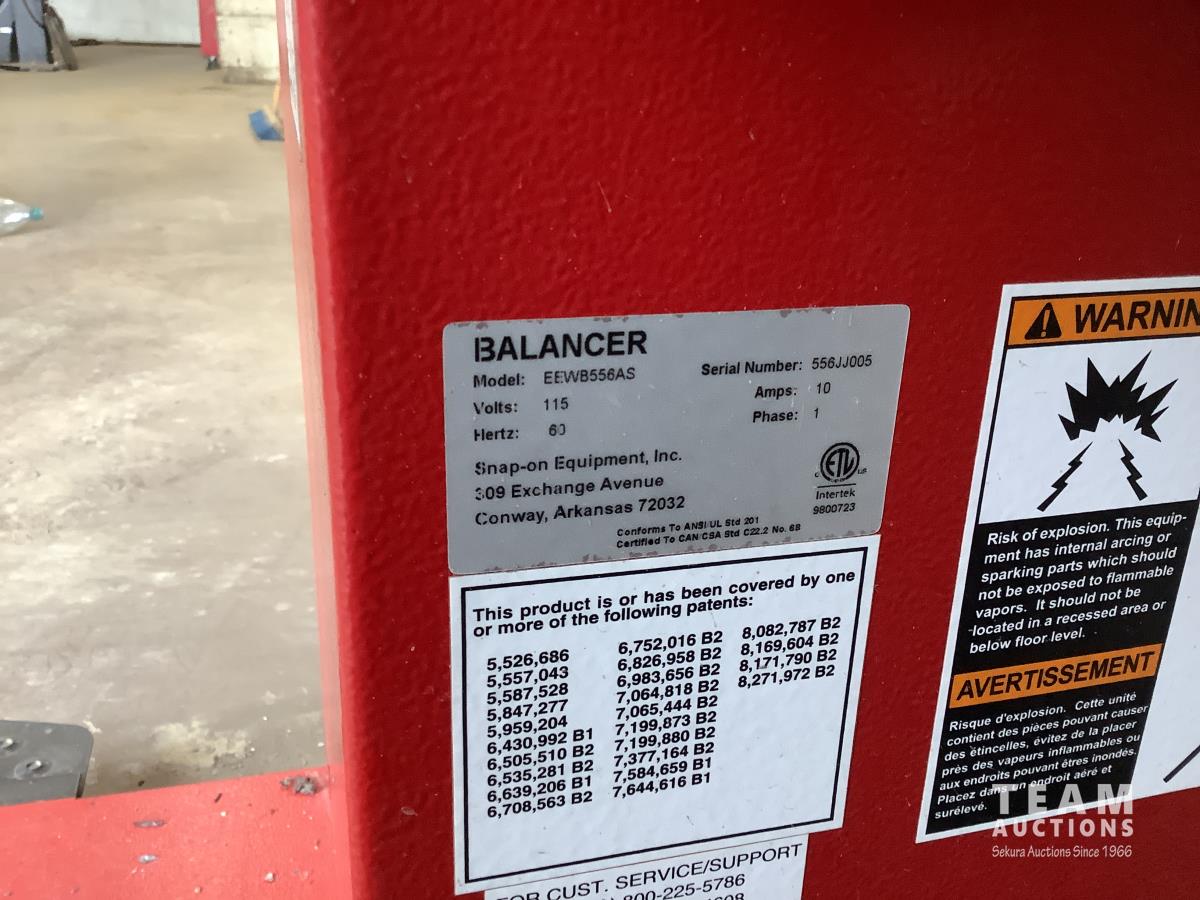 BALANCER
Model: EEWB556AS
Volts: 115
Hertz: 60
Serial Number: 556JJ005
Amps: 10
Phase: 1
Snap-on Equipment, Inc.
309 Exchange Avenue
Conway, Arkansas 72032
C ETL US
Intertek
9800723
Conforms To ANSI/UL Std 201
Certified To CAN/CSA Std C22.2 No. 68
This product is or has been covered by one
or more of the following patents:
5,526,686
5,557,043
5,587,528
5,847,277
5,959,204
6,430,992 B1
6,505,510 B2
6,535,281 B2
6,639,206 B1
6,708,563 B2
6,752,016 B2
6,826,958 B2
6,983,656 B2
7,064,818 B2
7,065,444 B2
7,199,873 B2
7,199,880 B2
7,377,164 B2
7,584,659 B1
7,644,616 B1
8,082,787 B2
8,169,604 B2
8,171,790 B2
8,271,972 B2
FOR CUST. SERVICE/SUPPORT
800-225-5786
WARNIN
Risk of explosion. This equip-
ment has internal arcing or
sparking parts which should
not be exposed to flammable
vapors. It should not be
located in a recessed area or
below floor level.
AVERTISSEMENT
Risque d'explosion. Cette unité
contient des pièces pouvant causer
des étincelles, évitez de la placer
près des vapeurs inflammables ou
aux endroits pouvant êtres inondés.
Placez dans un endroit aéré et
surélevé.
TEAM
AUCTIONS
Sekura Auctions Since 1966